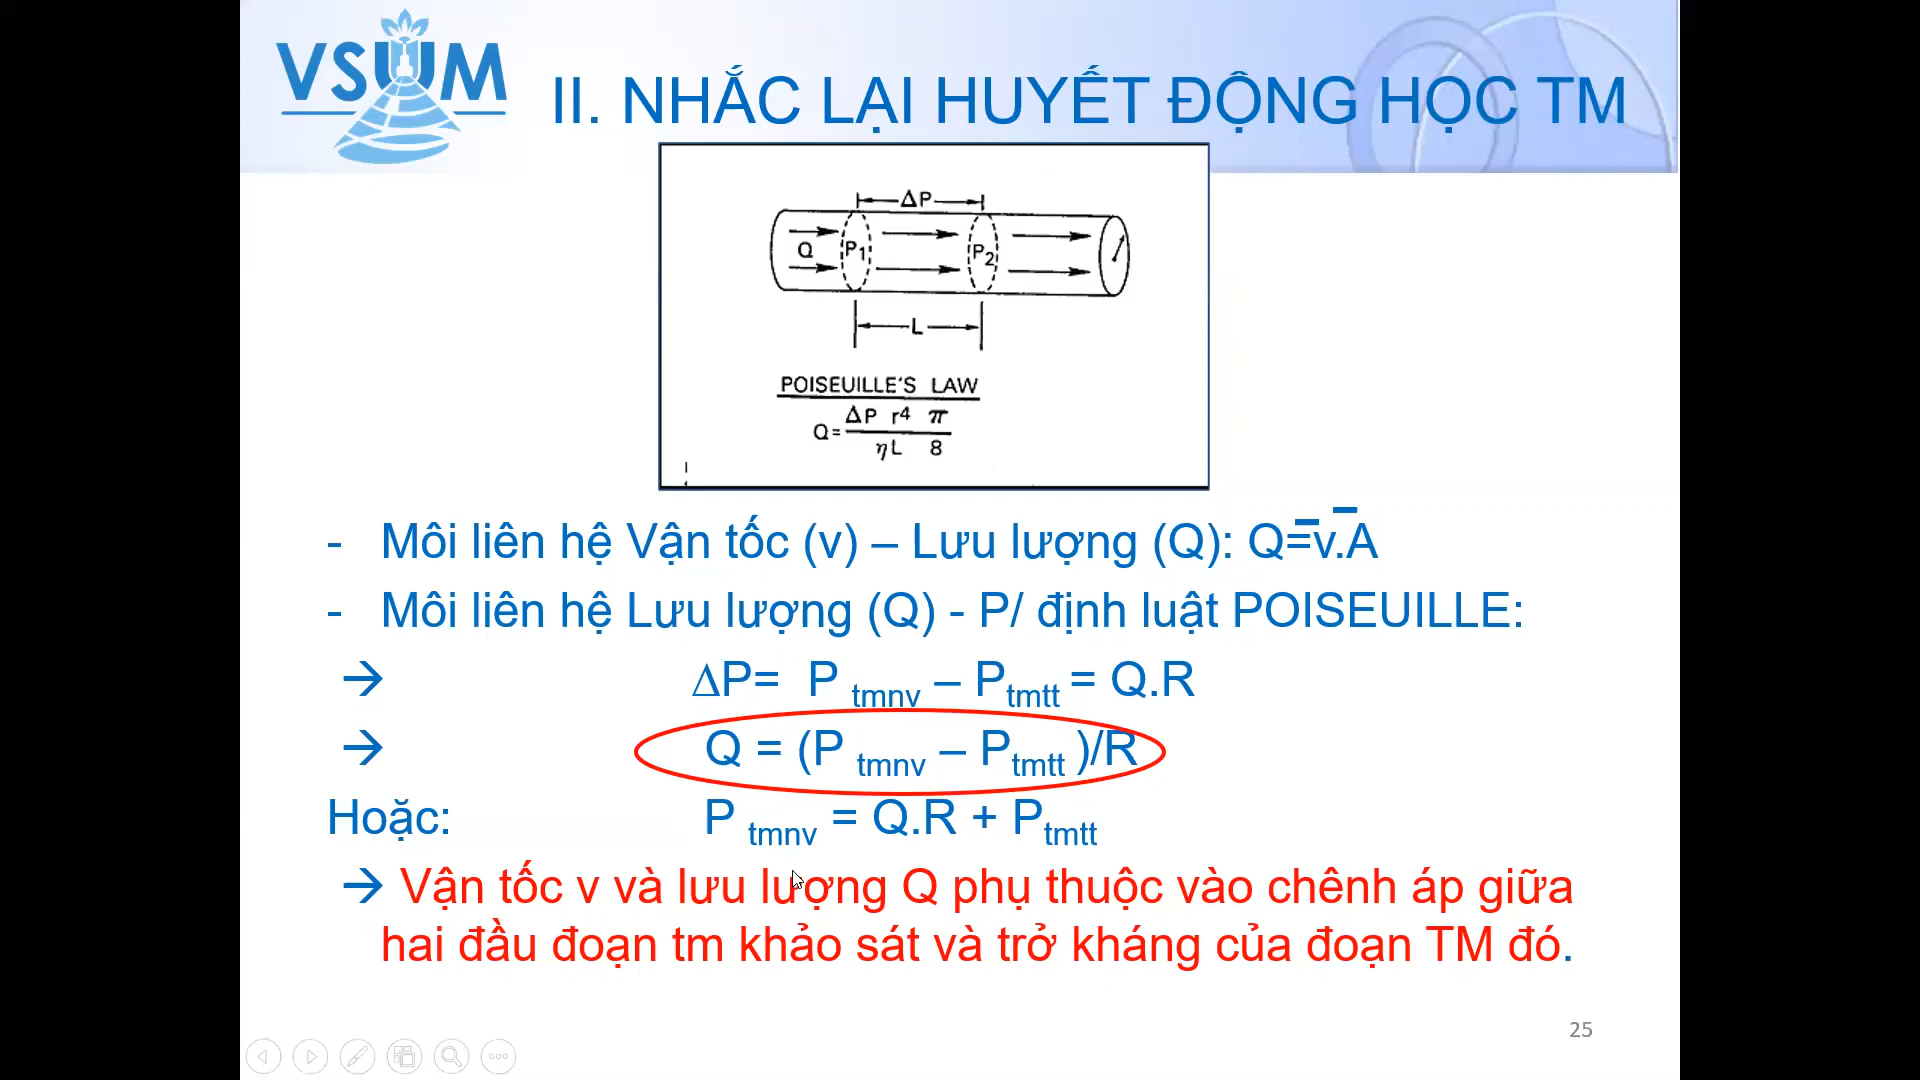 VSUM
II. NHẮC LẠI HUYẾT ĐỘNG HỌC TM
ΔP
Q P1 P2
L
POISEUILLE'S LAW
Q = ΔP r⁴ π / ηL 8
- Môi liên hệ Vận tốc (v) – Lưu lượng (Q): Q=v̅.A
- Môi liên hệ Lưu lượng (Q) - P/ định luật POISEUILLE:
→ ΔP= P tmnv – Ptmtt = Q.R
→ Q = (P tmnv – Ptmtt )/R
Hoặc: P tmnv = Q.R + Ptmtt
→ Vận tốc v và lưu lượng Q phụ thuộc vào chênh áp giữa
hai đầu đoạn tm khảo sát và trở kháng của đoạn TM đó.
25